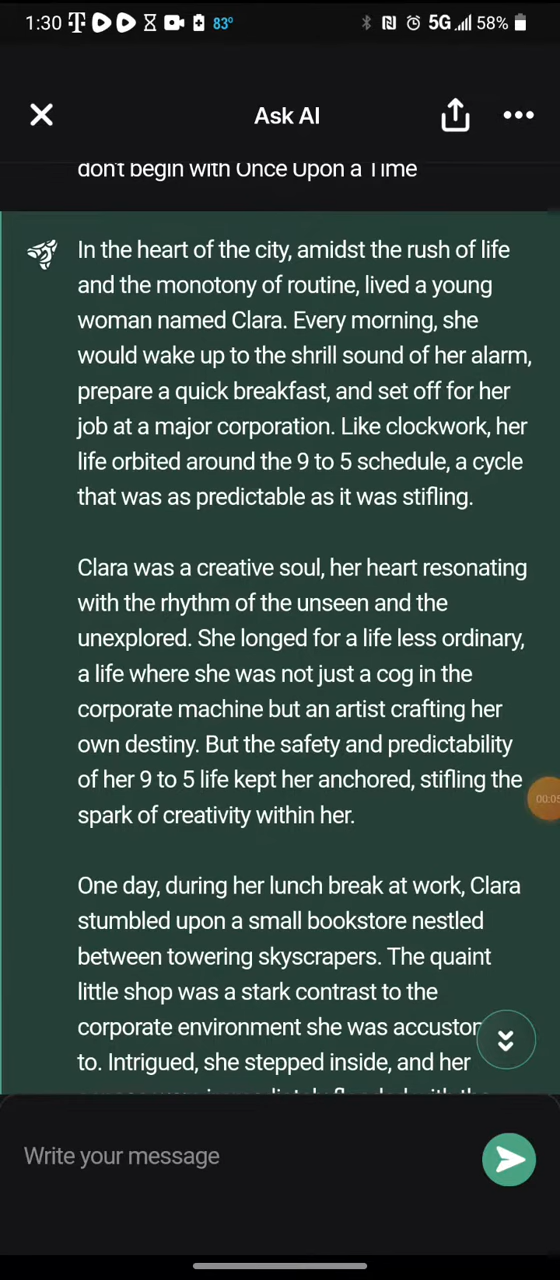 1:30 83° 5G 58%
Ask AI
don't begin with Once Upon a Time
In the heart of the city, amidst the rush of life
and the monotony of routine, lived a young
woman named Clara. Every morning, she
would wake up to the shrill sound of her alarm,
prepare a quick breakfast, and set off for her
job at a major corporation. Like clockwork, her
life orbited around the 9 to 5 schedule, a cycle
that was as predictable as it was stifling.
Clara was a creative soul, her heart resonating
with the rhythm of the unseen and the
unexplored. She longed for a life less ordinary,
a life where she was not just a cog in the
corporate machine but an artist crafting her
own destiny. But the safety and predictability
of her 9 to 5 life kept her anchored, stifling the
spark of creativity within her.
00:05
One day, during her lunch break at work, Clara
stumbled upon a small bookstore nestled
between towering skyscrapers. The quaint
little shop was a stark contrast to the
corporate environment she was accustom
to. Intrigued, she stepped inside, and her
Write your message